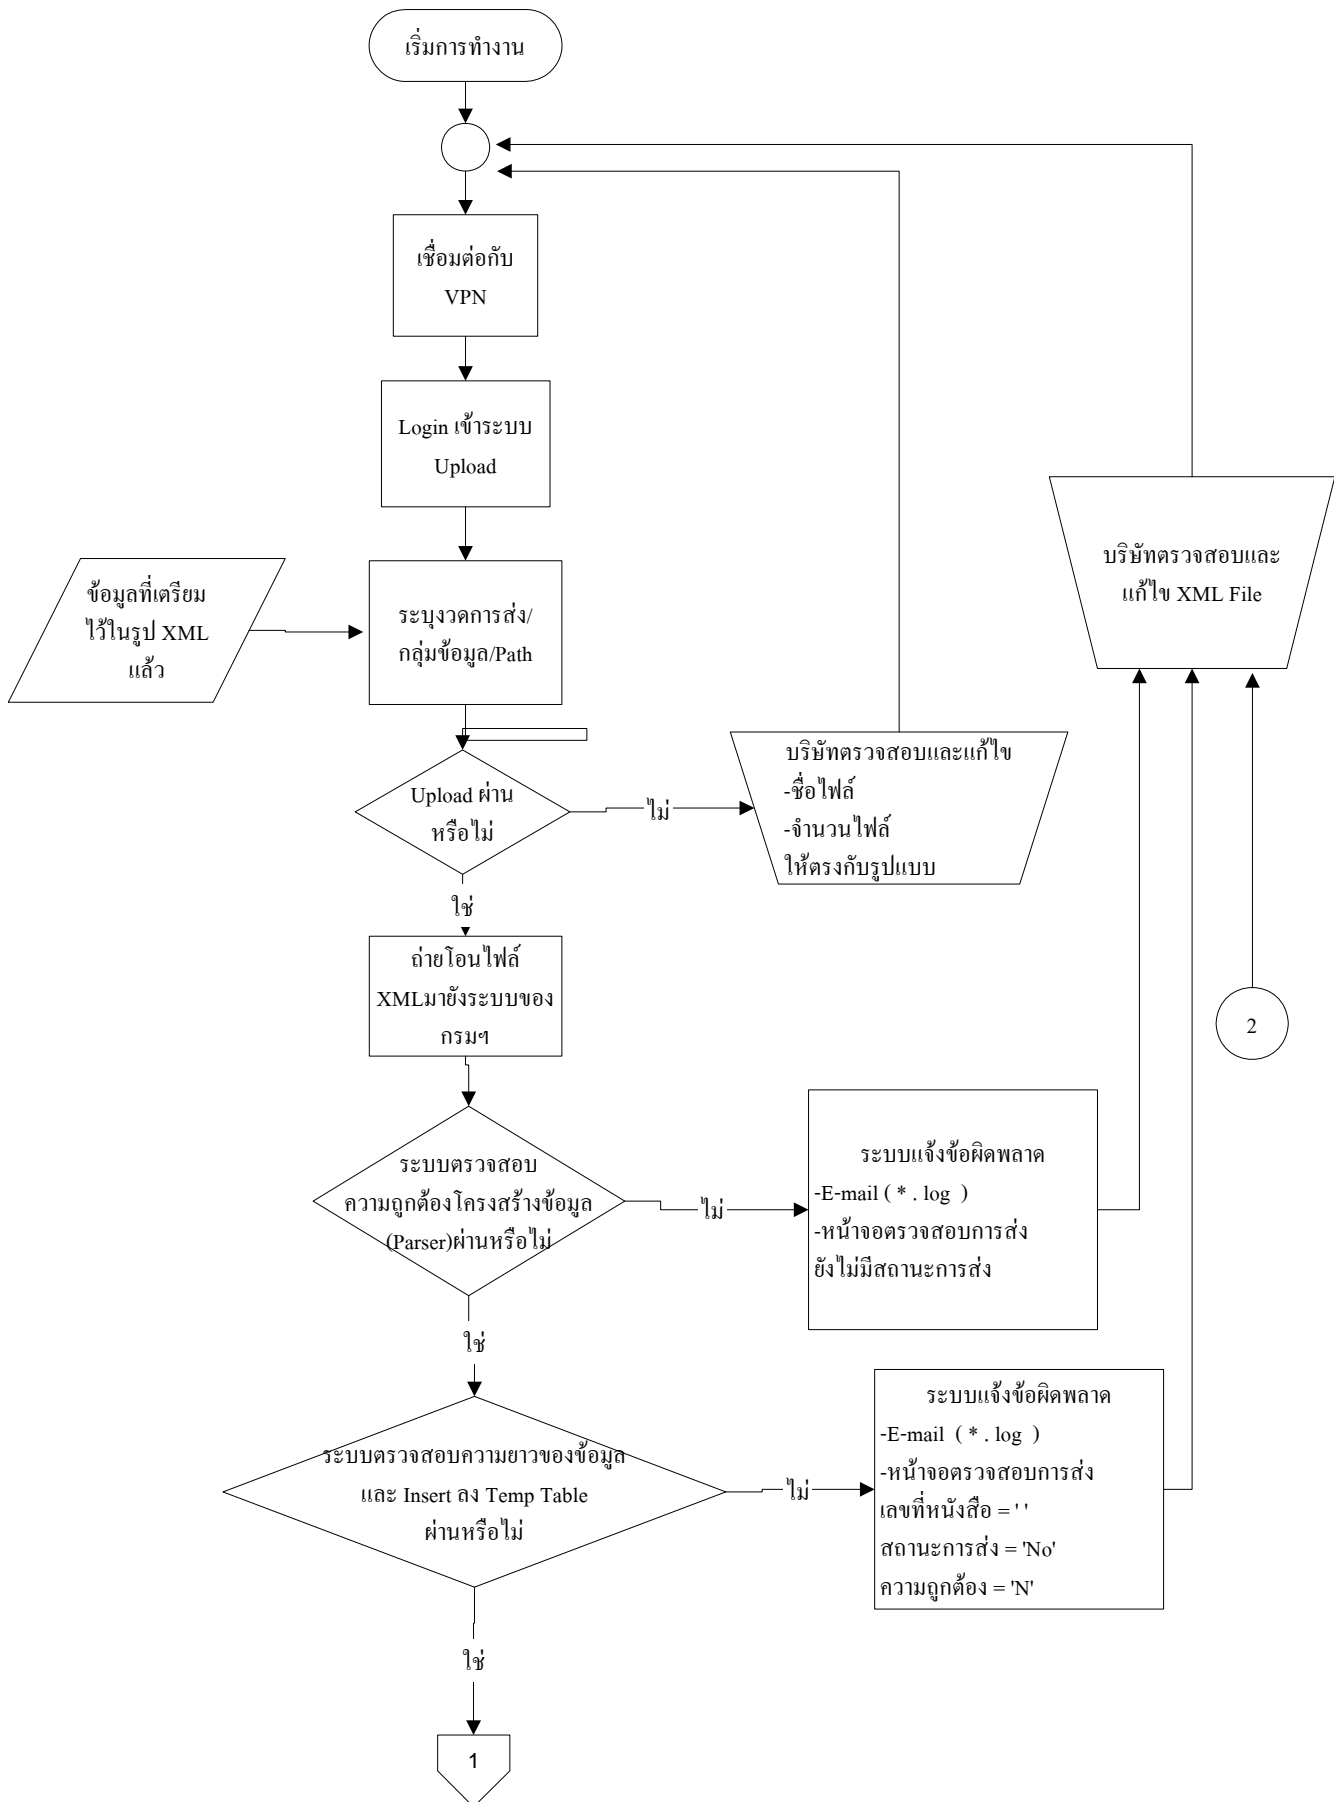 เริ่มการทำงาน
เชื่อมต่อกับ
VPN
Login เข้าระบบ
Upload
ข้อมูลที่เตรียม
ไว้ในรูป XML
แล้ว
ระบุงวดการส่ง/
กลุ่มข้อมูล/Path
บริษัทตรวจสอบและ
แก้ไข XML File
Upload ผ่าน
หรือไม่
ไม่
บริษัทตรวจสอบและแก้ไข
-ชื่อไฟล์
-จำนวนไฟล์
ให้ตรงกับรูปแบบ
ใช่
ถ่ายโอนไฟล์
XMLมายังระบบของ
กรมฯ
2
ระบบตรวจสอบ
ความถูกต้องโครงสร้างข้อมูล
(Parser)ผ่านหรือไม่
ไม่
ระบบแจ้งข้อผิดพลาด
-E-mail ( * . log )
-หน้าจอตรวจสอบการส่ง
ยังไม่มีสถานะการส่ง
ใช่
ระบบตรวจสอบความยาวของข้อมูล
และ Insert ลง Temp Table
ผ่านหรือไม่
ไม่
ระบบแจ้งข้อผิดพลาด
-E-mail ( * . log )
-หน้าจอตรวจสอบการส่ง
เลขที่หนังสือ = ' '
สถานะการส่ง = 'No'
ความถูกต้อง = 'N'
ใช่
1